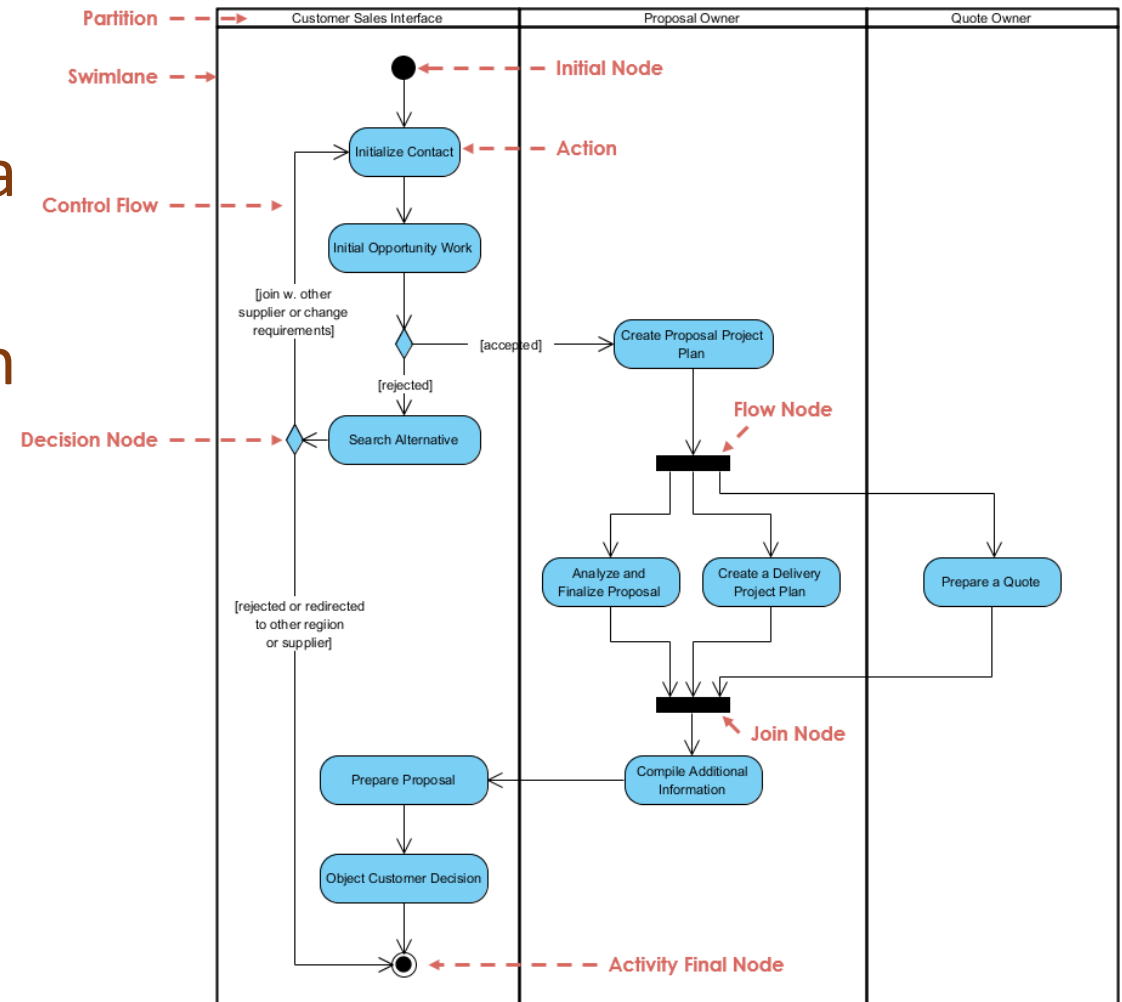 Partition
Customer Sales Interface
Proposal Owner
Quote Owner
Swimlane
Initial Node
a
Initialize Contact
Action
Control Flow
Initial Opportunity Work
[join w. other
supplier or change
requirements]
[accepted]
Create Proposal Project
Plan
n
[rejected]
Flow Node
Decision Node
Search Alternative
Analyze and
Finalize Proposal
Create a Delivery
Project Plan
Prepare a Quote
[rejected or redirected
to other regiion
or supplier]
Join Node
Prepare Proposal
Compile Additional
Information
Object Customer Decision
Activity Final Node